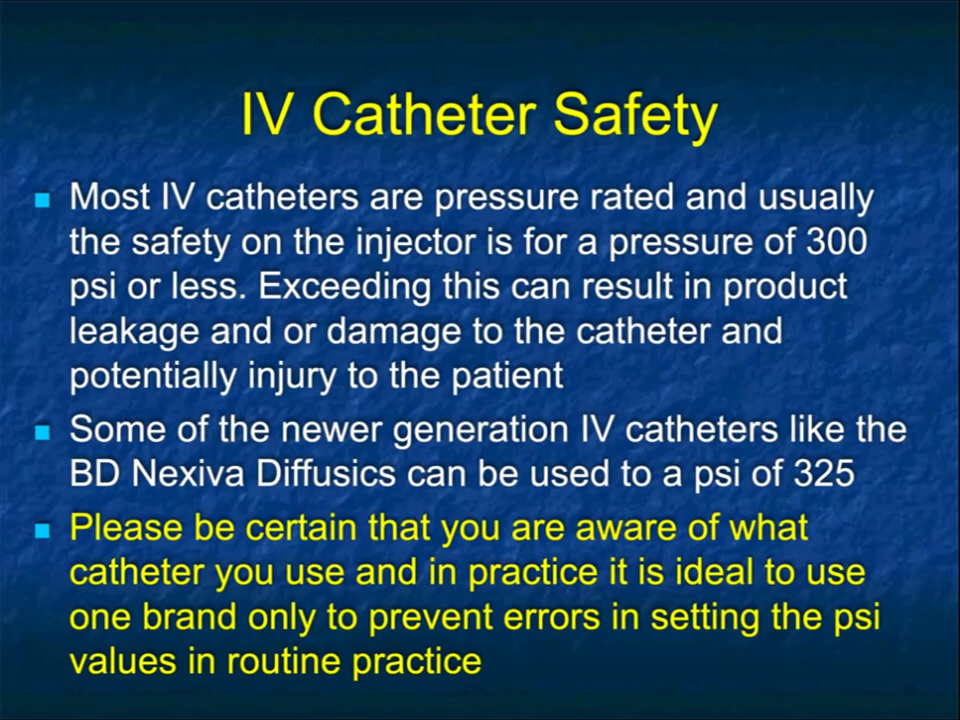 IV Catheter Safety
Most IV catheters are pressure rated and usually
the safety on the injector is for a pressure of 300
psi or less. Exceeding this can result in product
leakage and or damage to the catheter and
potentially injury to the patient
Some of the newer generation IV catheters like the
BD Nexiva Diffusics can be used to a psi of 325
Please be certain that you are aware of what
catheter you use and in practice it is ideal to use
one brand only to prevent errors in setting the psi
values in routine practice